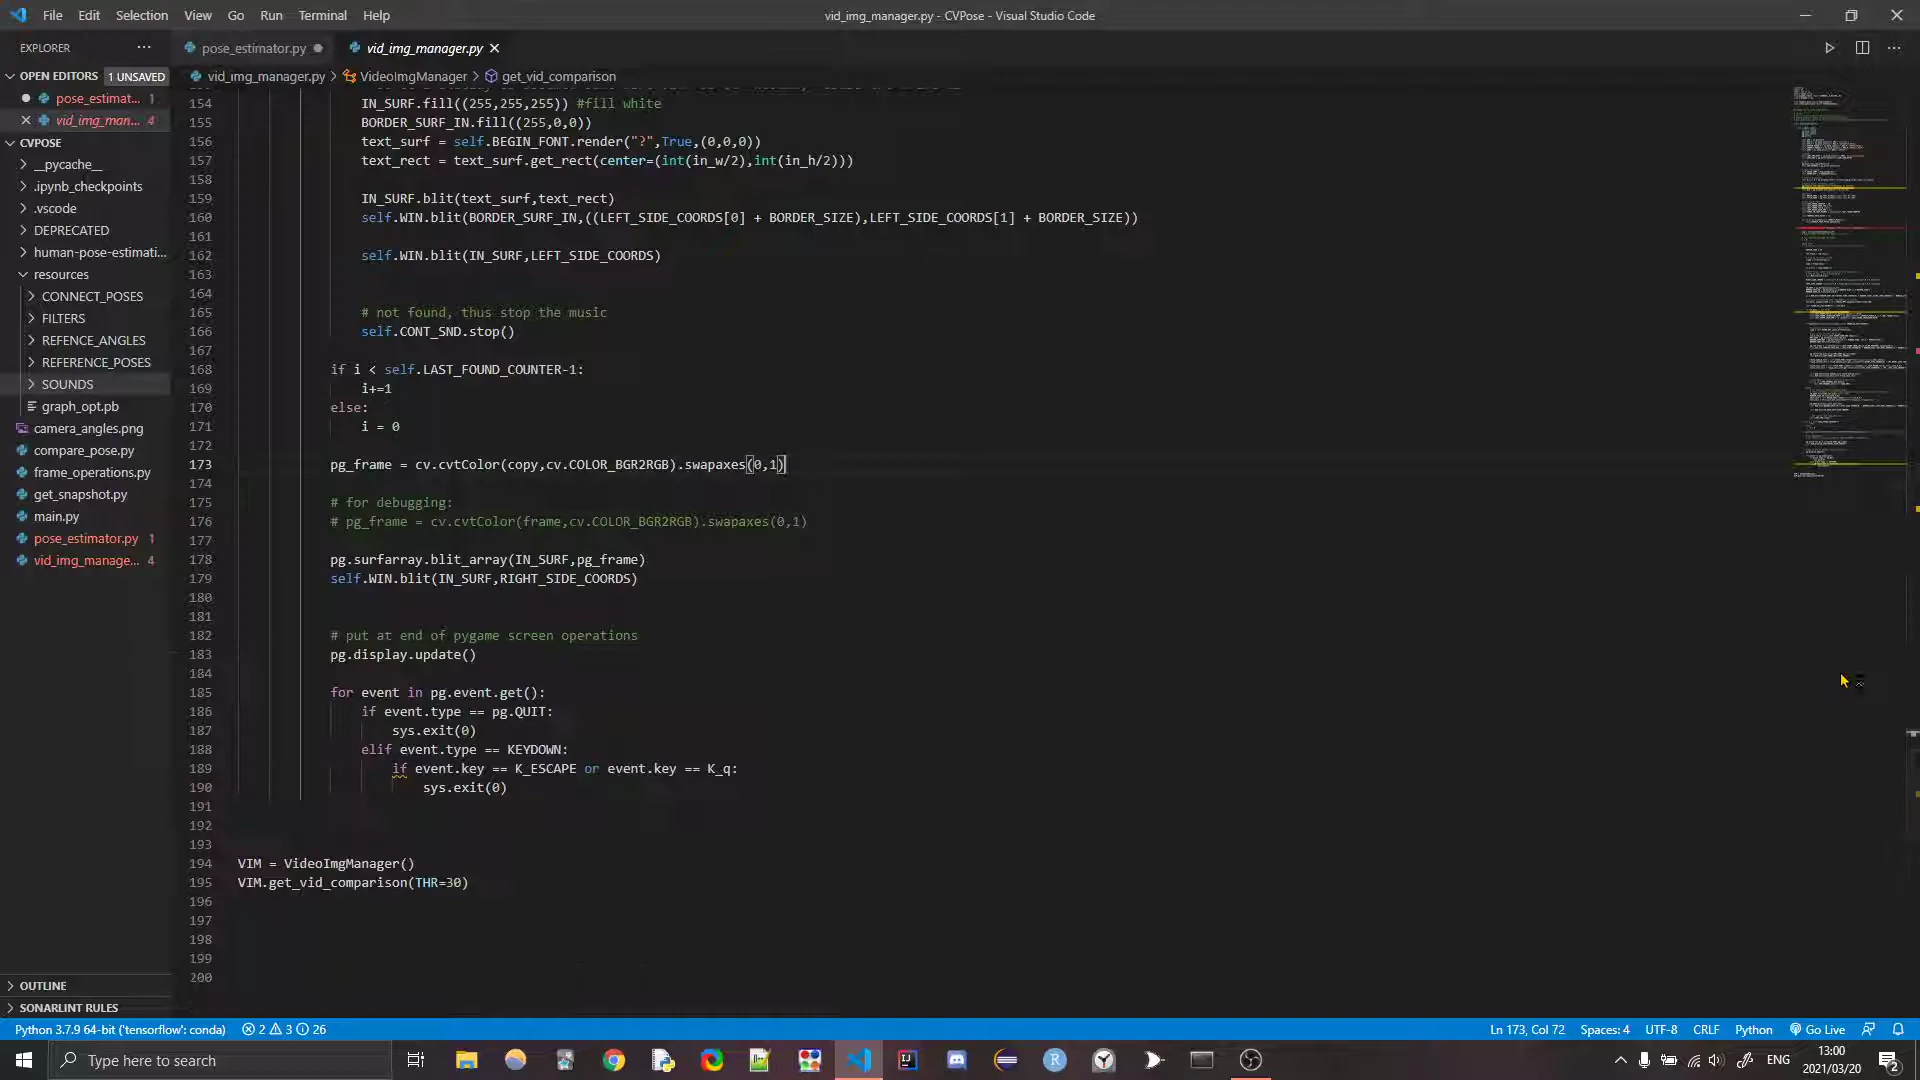 File Edit Selection View Go Run Terminal Help
vid_img_manager.py - CVPose - Visual Studio Code
EXPLORER
pose_estimator.py
vid_img_manager.py
OPEN EDITORS 1 UNSAVED
vid_img_manager.py > VideoImgManager > get_vid_comparison
pose_estimat... 1
vid_img_man... 4
CVPOSE
__pycache__
.ipynb_checkpoints
.vscode
DEPRECATED
human-pose-estimati...
resources
CONNECT_POSES
FILTERS
REFENCE_ANGLES
REFERENCE_POSES
SOUNDS
graph_opt.pb
camera_angles.png
compare_pose.py
frame_operations.py
get_snapshot.py
main.py
pose_estimator.py 1
vid_img_manage... 4
OUTLINE
SONARLINT RULES
154 IN_SURF.fill((255,255,255)) #fill white
155 BORDER_SURF_IN.fill((255,0,0))
156 text_surf = self.BEGIN_FONT.render("?",True,(0,0,0))
157 text_rect = text_surf.get_rect(center=(int(in_w/2),int(in_h/2)))
158
159 IN_SURF.blit(text_surf,text_rect)
160 self.WIN.blit(BORDER_SURF_IN,((LEFT_SIDE_COORDS[0] + BORDER_SIZE),LEFT_SIDE_COORDS[1] + BORDER_SIZE))
161
162 self.WIN.blit(IN_SURF,LEFT_SIDE_COORDS)
163
164
165 # not found, thus stop the music
166 self.CONT_SND.stop()
167
168 if i < self.LAST_FOUND_COUNTER-1:
169 i+=1
170 else:
171 i = 0
172
173 pg_frame = cv.cvtColor(copy,cv.COLOR_BGR2RGB).swapaxes(0,1)
174
175 # for debugging:
176 # pg_frame = cv.cvtColor(frame,cv.COLOR_BGR2RGB).swapaxes(0,1)
177
178 pg.surfarray.blit_array(IN_SURF,pg_frame)
179 self.WIN.blit(IN_SURF,RIGHT_SIDE_COORDS)
180
181
182 # put at end of pygame screen operations
183 pg.display.update()
184
185 for event in pg.event.get():
186 if event.type == pg.QUIT:
187 sys.exit(0)
188 elif event.type == KEYDOWN:
189 if event.key == K_ESCAPE or event.key == K_q:
190 sys.exit(0)
191
192
193
194 VIM = VideoImgManager()
195 VIM.get_vid_comparison(THR=30)
196
197
198
199
200
Python 3.7.9 64-bit ('tensorflow': conda) 2 3 26
Ln 173, Col 72 Spaces: 4 UTF-8 CRLF Python Go Live
Type here to search
ENG
13:00
2021/03/20
2